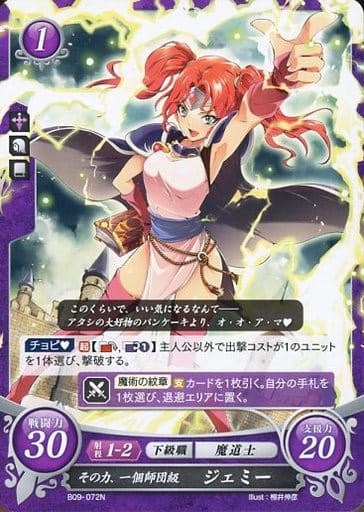 1
このくらいで、いい気になるなんて――
アタシの大好物のパンケーキより、オ・オ・ア・マ♥
チョビ♥ 起【 、 1】主人公以外で出撃コストが1のユニット
を1体選び、撃破する。
魔術の紋章 支 カードを1枚引く。自分の手札を
1枚選び、退避エリアに置く。
戦闘力
30
射程 1-2 下級職 魔道士
支援力
20
その力、一個師団級 ジェミー
B09-072N
Illust：柳井伸彦